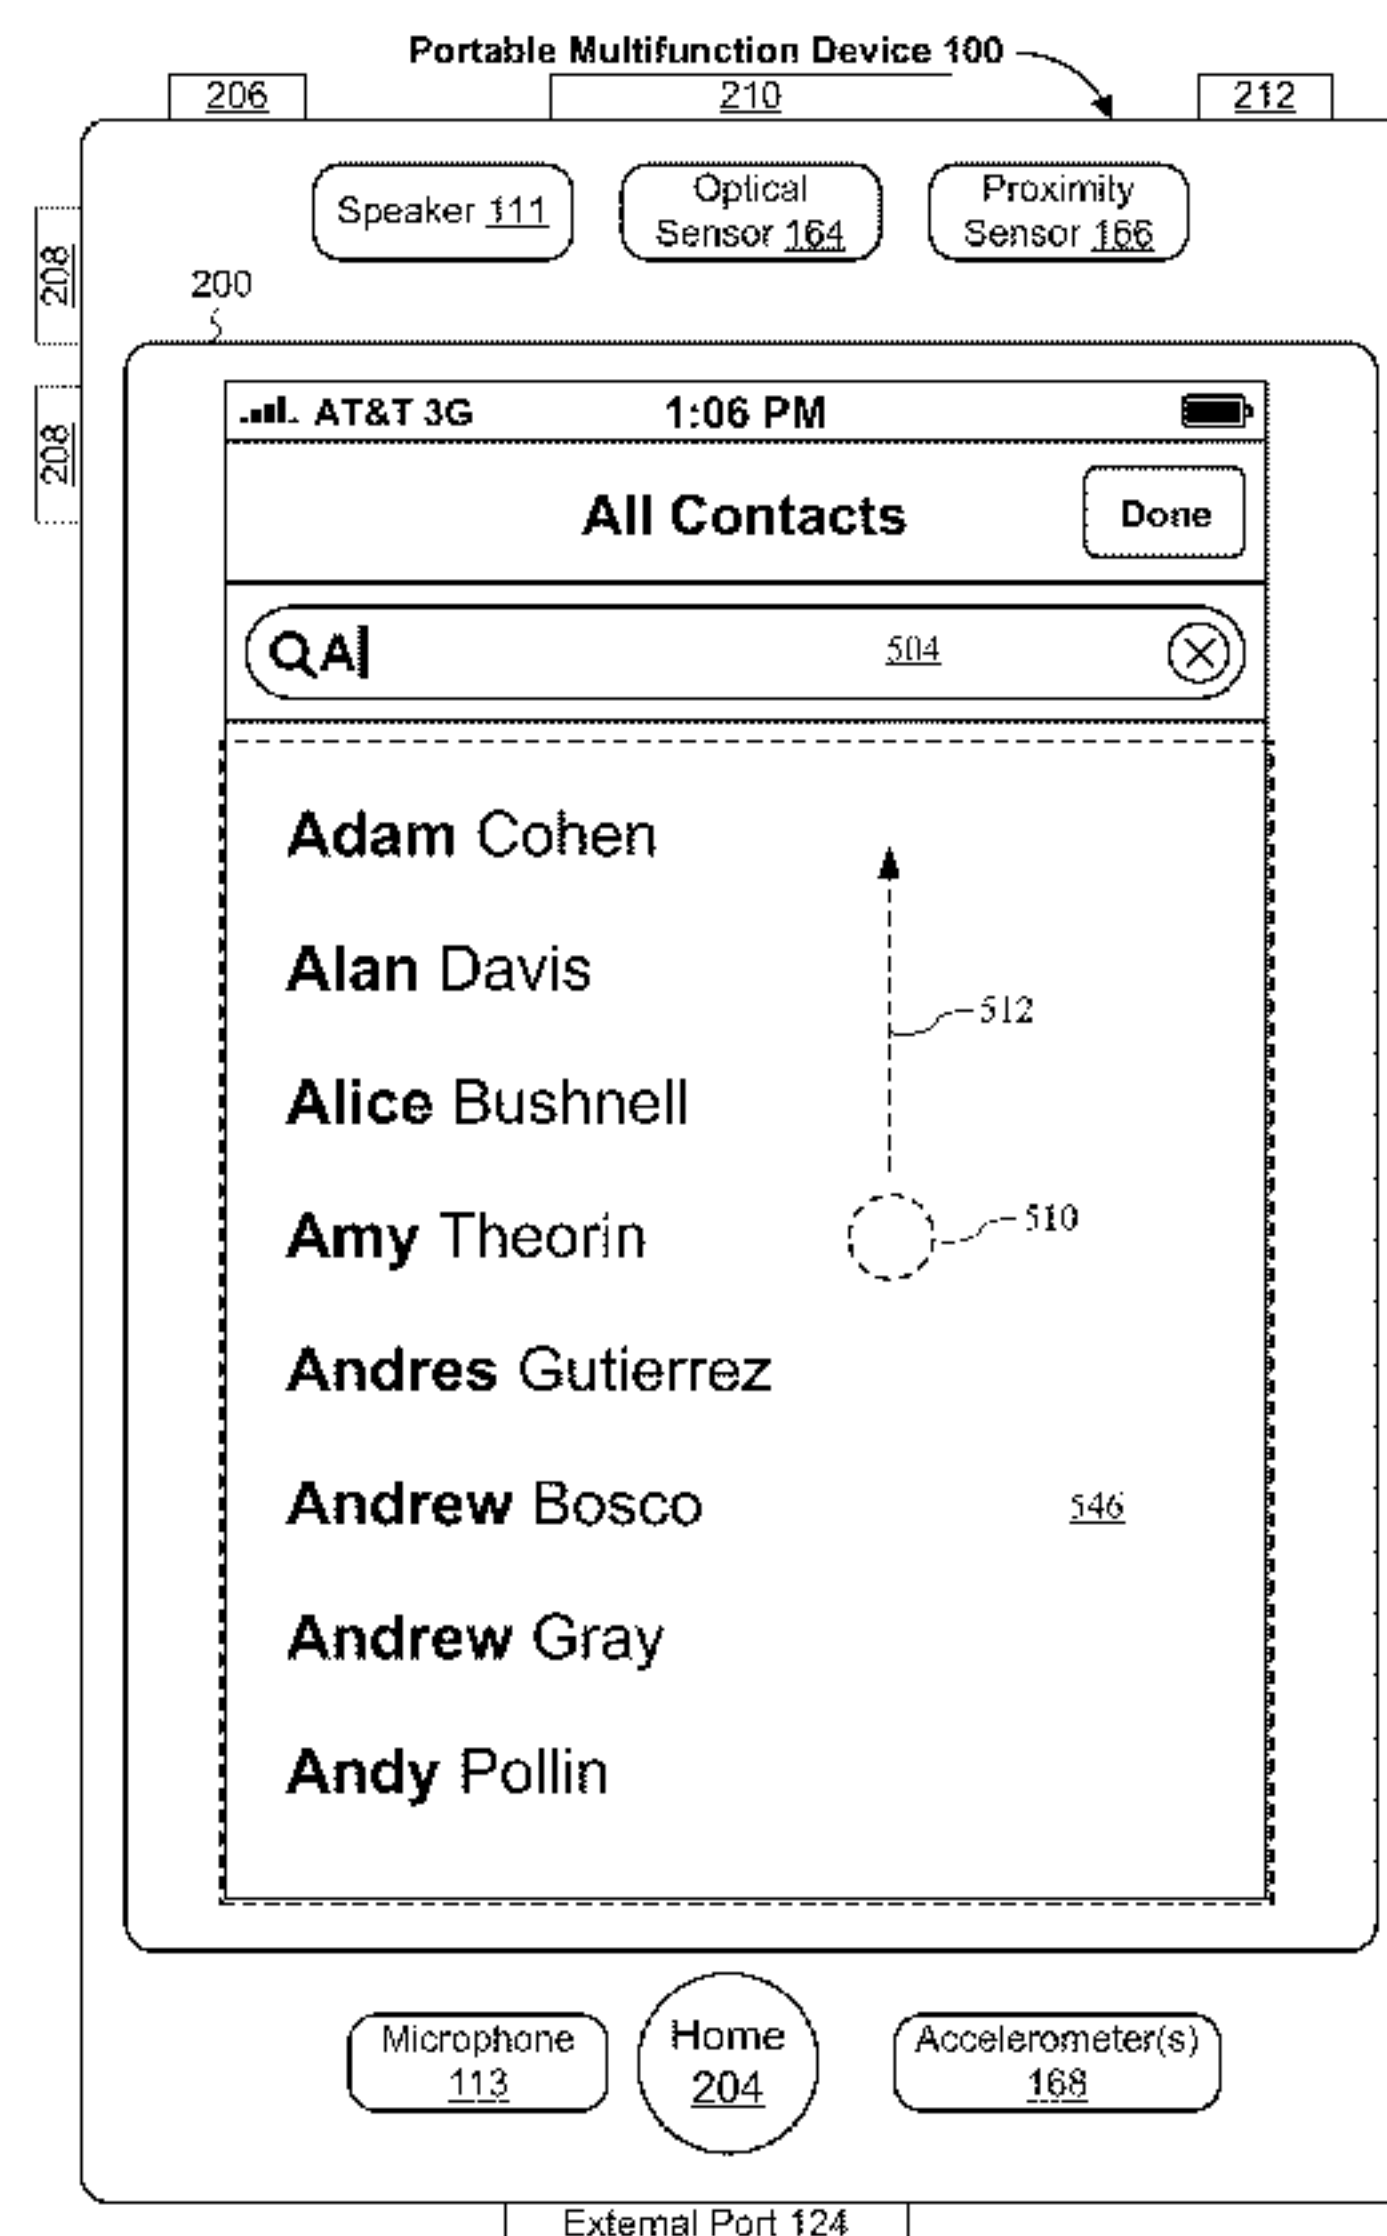 Portable Multifunction Device 100
206
210
212
Speaker 111
Optical
Sensor 164
Proximity
Sensor 166
208
200
208
AT&T 3G
1:06 PM
All Contacts
Done
A
504
Adam Cohen
Alan Davis
512
Alice Bushnell
Amy Theorin
510
Andres Gutierrez
Andrew Bosco
546
Andrew Gray
Andy Pollin
Microphone
113
Home
204
Accelerometer(s)
168
External Port 124